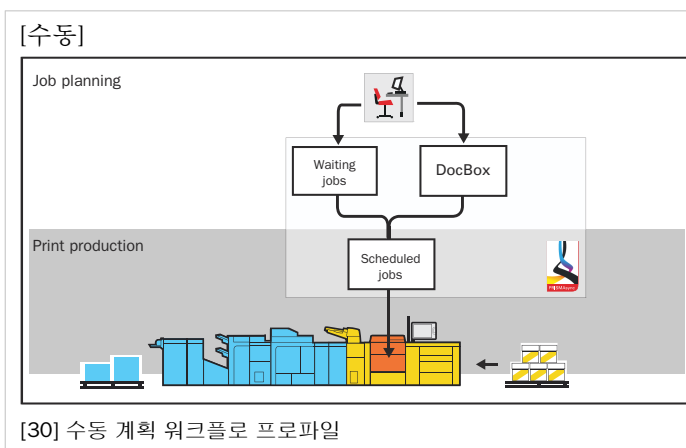 [수동]
Job planning
Waiting
jobs
DocBox
Print production
Scheduled
jobs
PRISMAsync
[30] 수동 계획 워크플로 프로파일